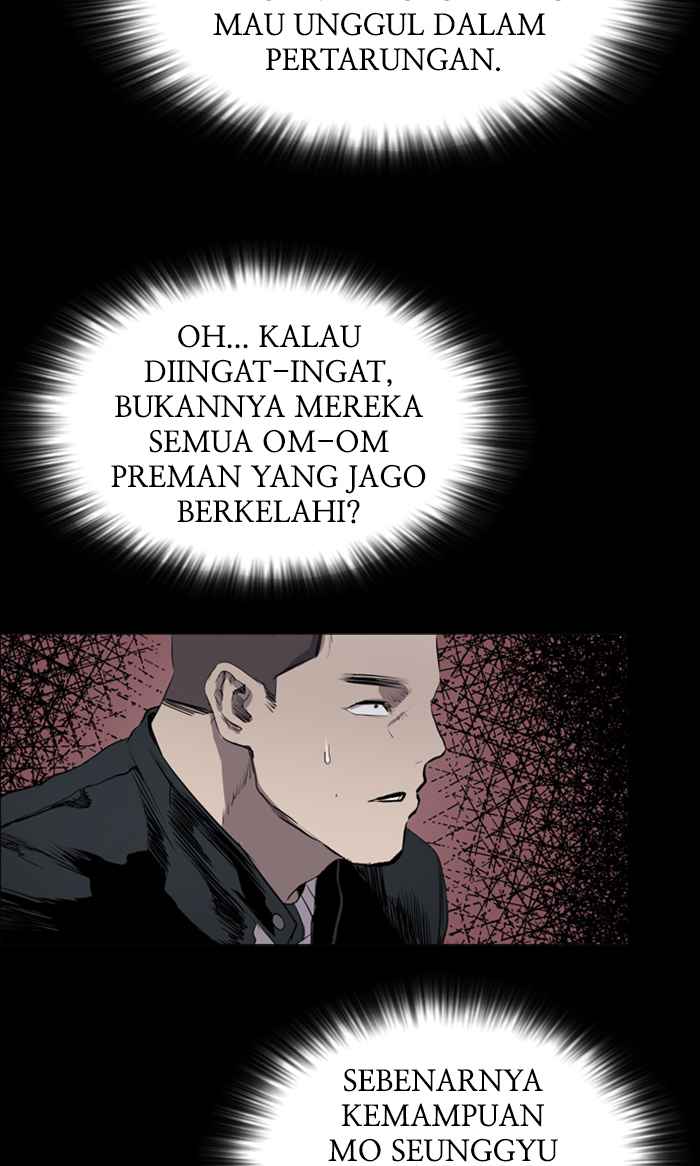 MAU UNGGUL DALAM
PERTARUNGAN.
OH... KALAU
DIINGAT-INGAT,
BUKANNYA MEREKA
SEMUA OM-OM
PREMAN YANG JAGO
BERKELAHI?
SEBENARNYA
KEMAMPUAN
MO SEUNGGYU